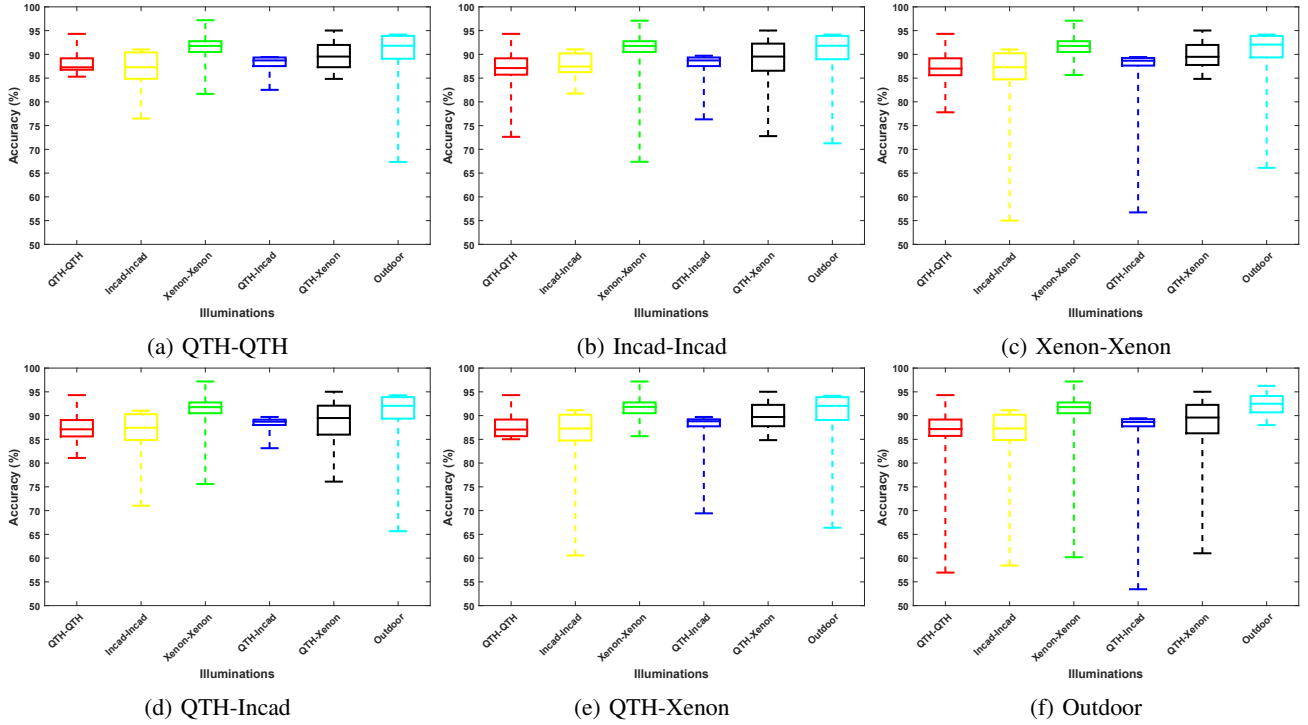 100
95
90
85
80
75
70
65
60
55
50
Accuracy (%)
QTH-QTH
Incad-Incad
Xenon-Xenon
QTH-Incad
QTH-Xenon
Outdoor
Illuminations
(a) QTH-QTH
100
95
90
85
80
75
70
65
60
55
50
Accuracy (%)
QTH-QTH
Incad-Incad
Xenon-Xenon
QTH-Incad
QTH-Xenon
Outdoor
Illuminations
(b) Incad-Incad
100
95
90
85
80
75
70
65
60
55
50
Accuracy (%)
QTH-QTH
Incad-Incad
Xenon-Xenon
QTH-Incad
QTH-Xenon
Outdoor
Illuminations
(c) Xenon-Xenon
100
95
90
85
80
75
70
65
60
55
50
Accuracy (%)
QTH-QTH
Incad-Incad
Xenon-Xenon
QTH-Incad
QTH-Xenon
Outdoor
Illuminations
(d) QTH-Incad
100
95
90
85
80
75
70
65
60
55
50
Accuracy (%)
QTH-QTH
Incad-Incad
Xenon-Xenon
QTH-Incad
QTH-Xenon
Outdoor
Illuminations
(e) QTH-Xenon
100
95
90
85
80
75
70
65
60
55
50
Accuracy (%)
QTH-QTH
Incad-Incad
Xenon-Xenon
QTH-Incad
QTH-Xenon
Outdoor
Illuminations
(f) Outdoor